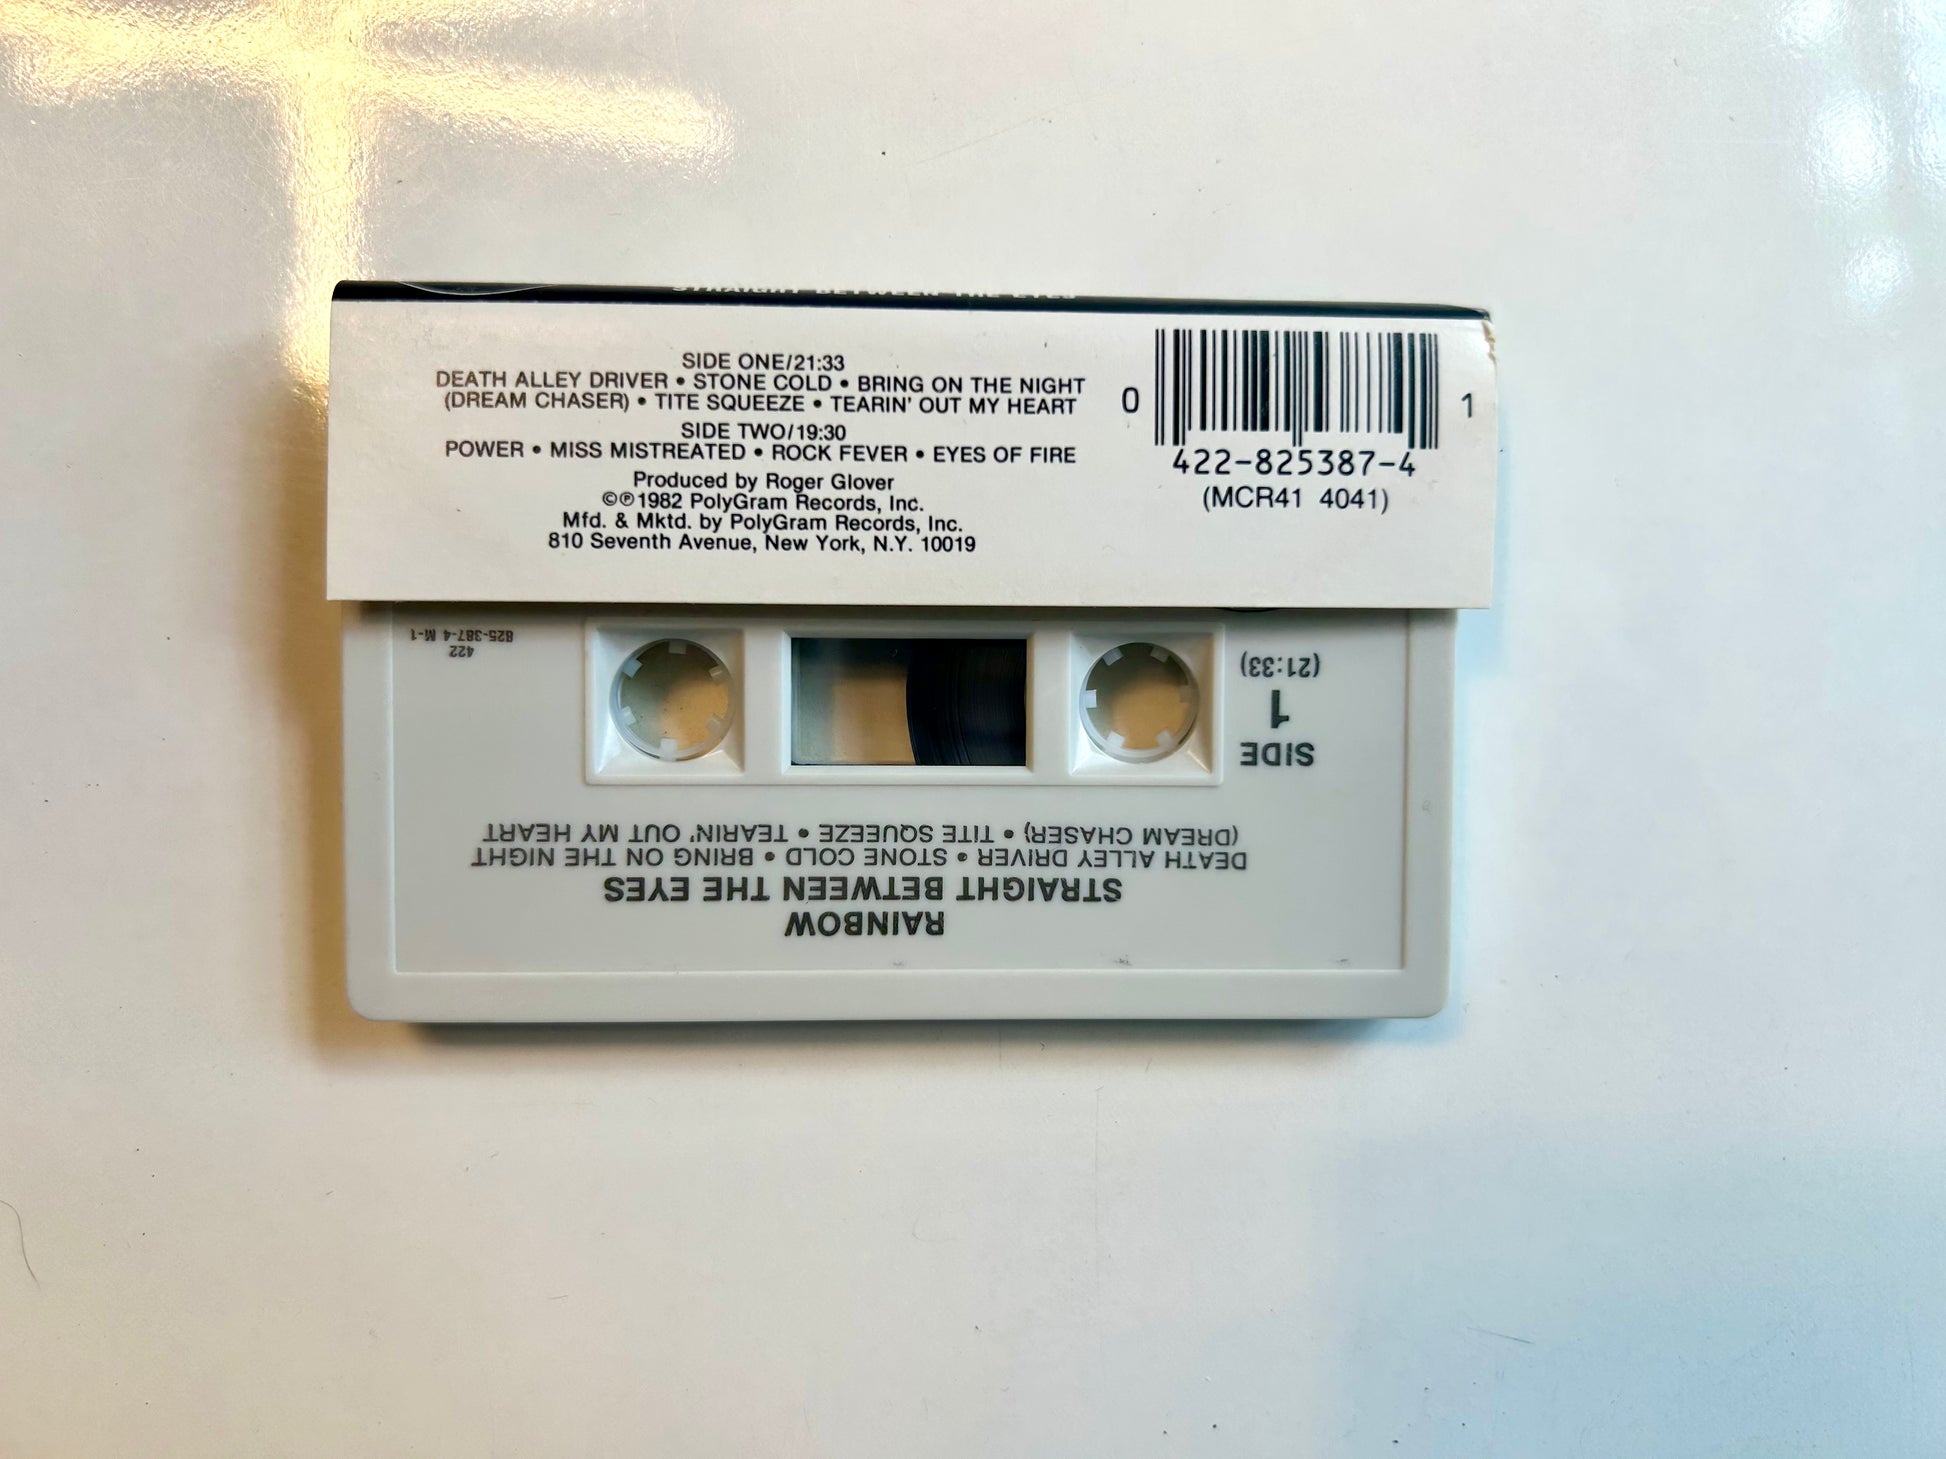 STRAIGHT BETWEEN THE EYES
SIDE ONE/21:33
DEATH ALLEY DRIVER • STONE COLD • BRING ON THE NIGHT
(DREAM CHASER) • TITE SQUEEZE • TEARIN' OUT MY HEART
SIDE TWO/19:30
POWER • MISS MISTREATED • ROCK FEVER • EYES OF FIRE
Produced by Roger Glover
©℗1982 PolyGram Records, Inc.
Mfd. & Mktd. by PolyGram Records, Inc.
810 Seventh Avenue, New York, N.Y. 10019
0 1
422-825387-4
(MCR41 4041)
RAINBOW
STRAIGHT BETWEEN THE EYES
DEATH ALLEY DRIVER • STONE COLD • BRING ON THE NIGHT
(DREAM CHASER) • TITE SQUEEZE • TEARIN' OUT MY HEART
SIDE
1
(21:33)
422
825-387-4 M-1